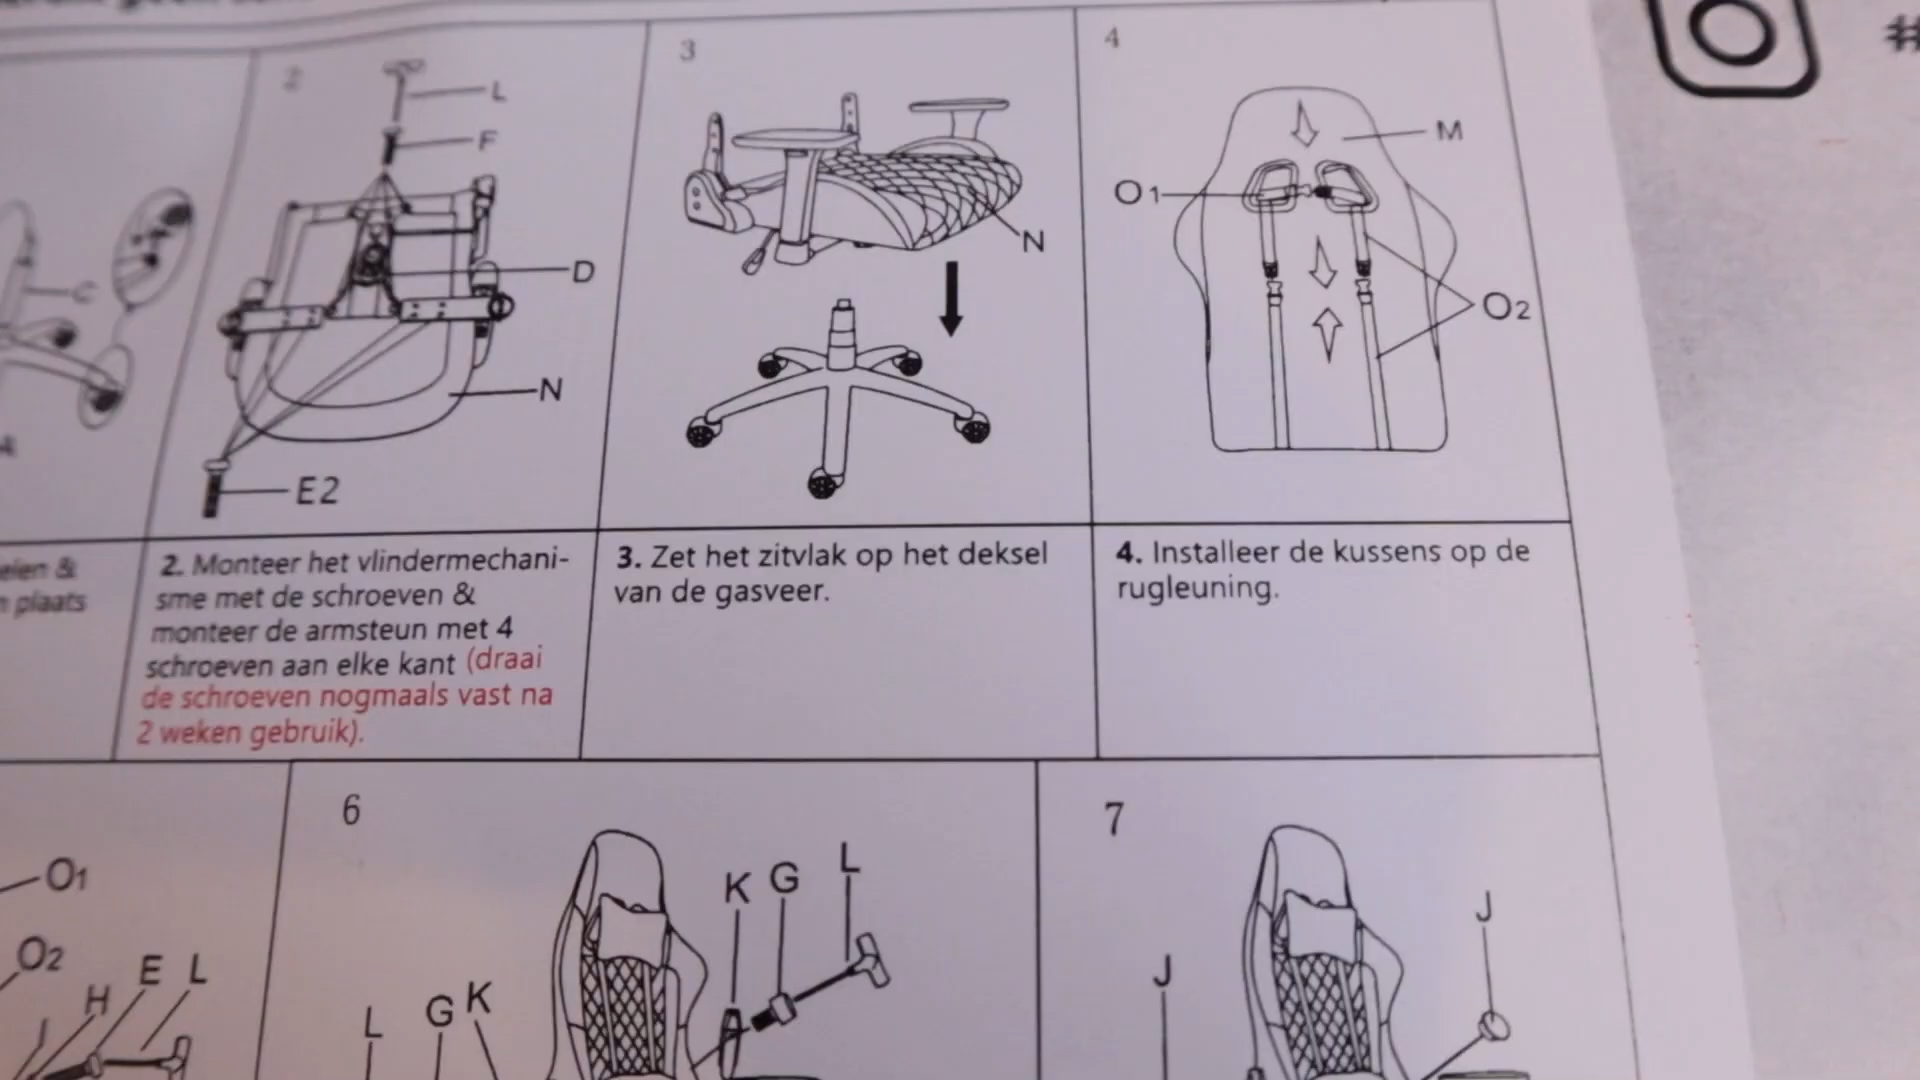 2
L
F
D
N
E2
C
3
N
4
M
O1
O2
elen &
plaats
2. Monteer het vlindermechani-
sme met de schroeven &
monteer de armsteun met 4
schroeven aan elke kant (draai
de schroeven nogmaals vast na
2 weken gebruik).
3. Zet het zitvlak op het deksel
van de gasveer.
4. Installeer de kussens op de
rugleuning.
O1
O2
H
E
L
6
K
G
L
L
G
K
7
J
J
#